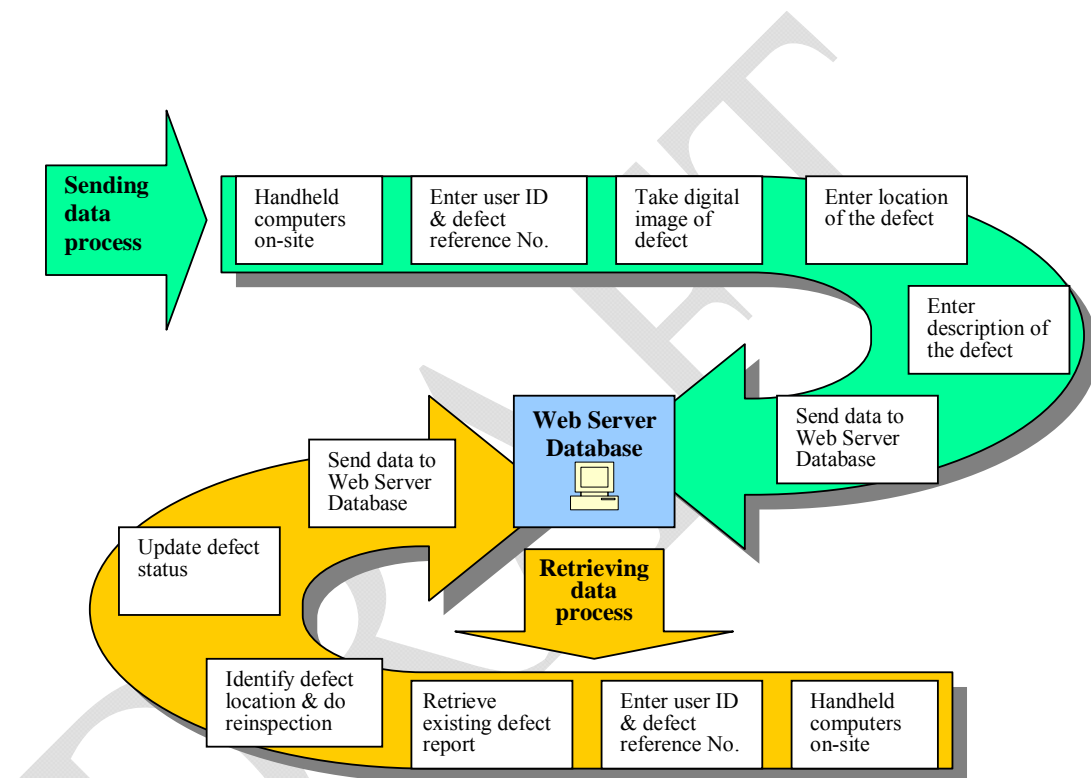 Sending
data
process
Handheld
computers
on-site
Enter user ID
& defect
reference No.
Take digital
image of
defect
Enter location
of the defect
Enter
description of
the defect
Send data to
Web Server
Database
Web Server
Database
Retrieving
data
process
Handheld
computers
on-site
Enter user ID
& defect
reference No.
Retrieve
existing defect
report
Identify defect
location & do
reinspection
Update defect
status
Send data to
Web Server
Database
DRAFT